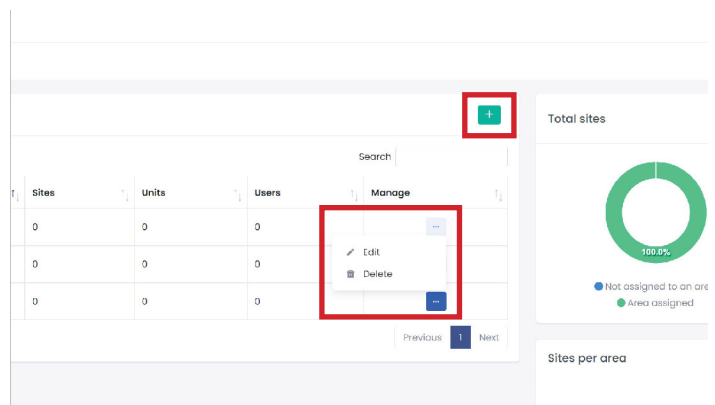 +
Total sites
Search
Sites Units Users Manage
0 0 0 ...
Edit
0 0 0
Delete
0 0 0 ...
100.0%
Not assigned to an are
Area assigned
Previous 1 Next
Sites per area